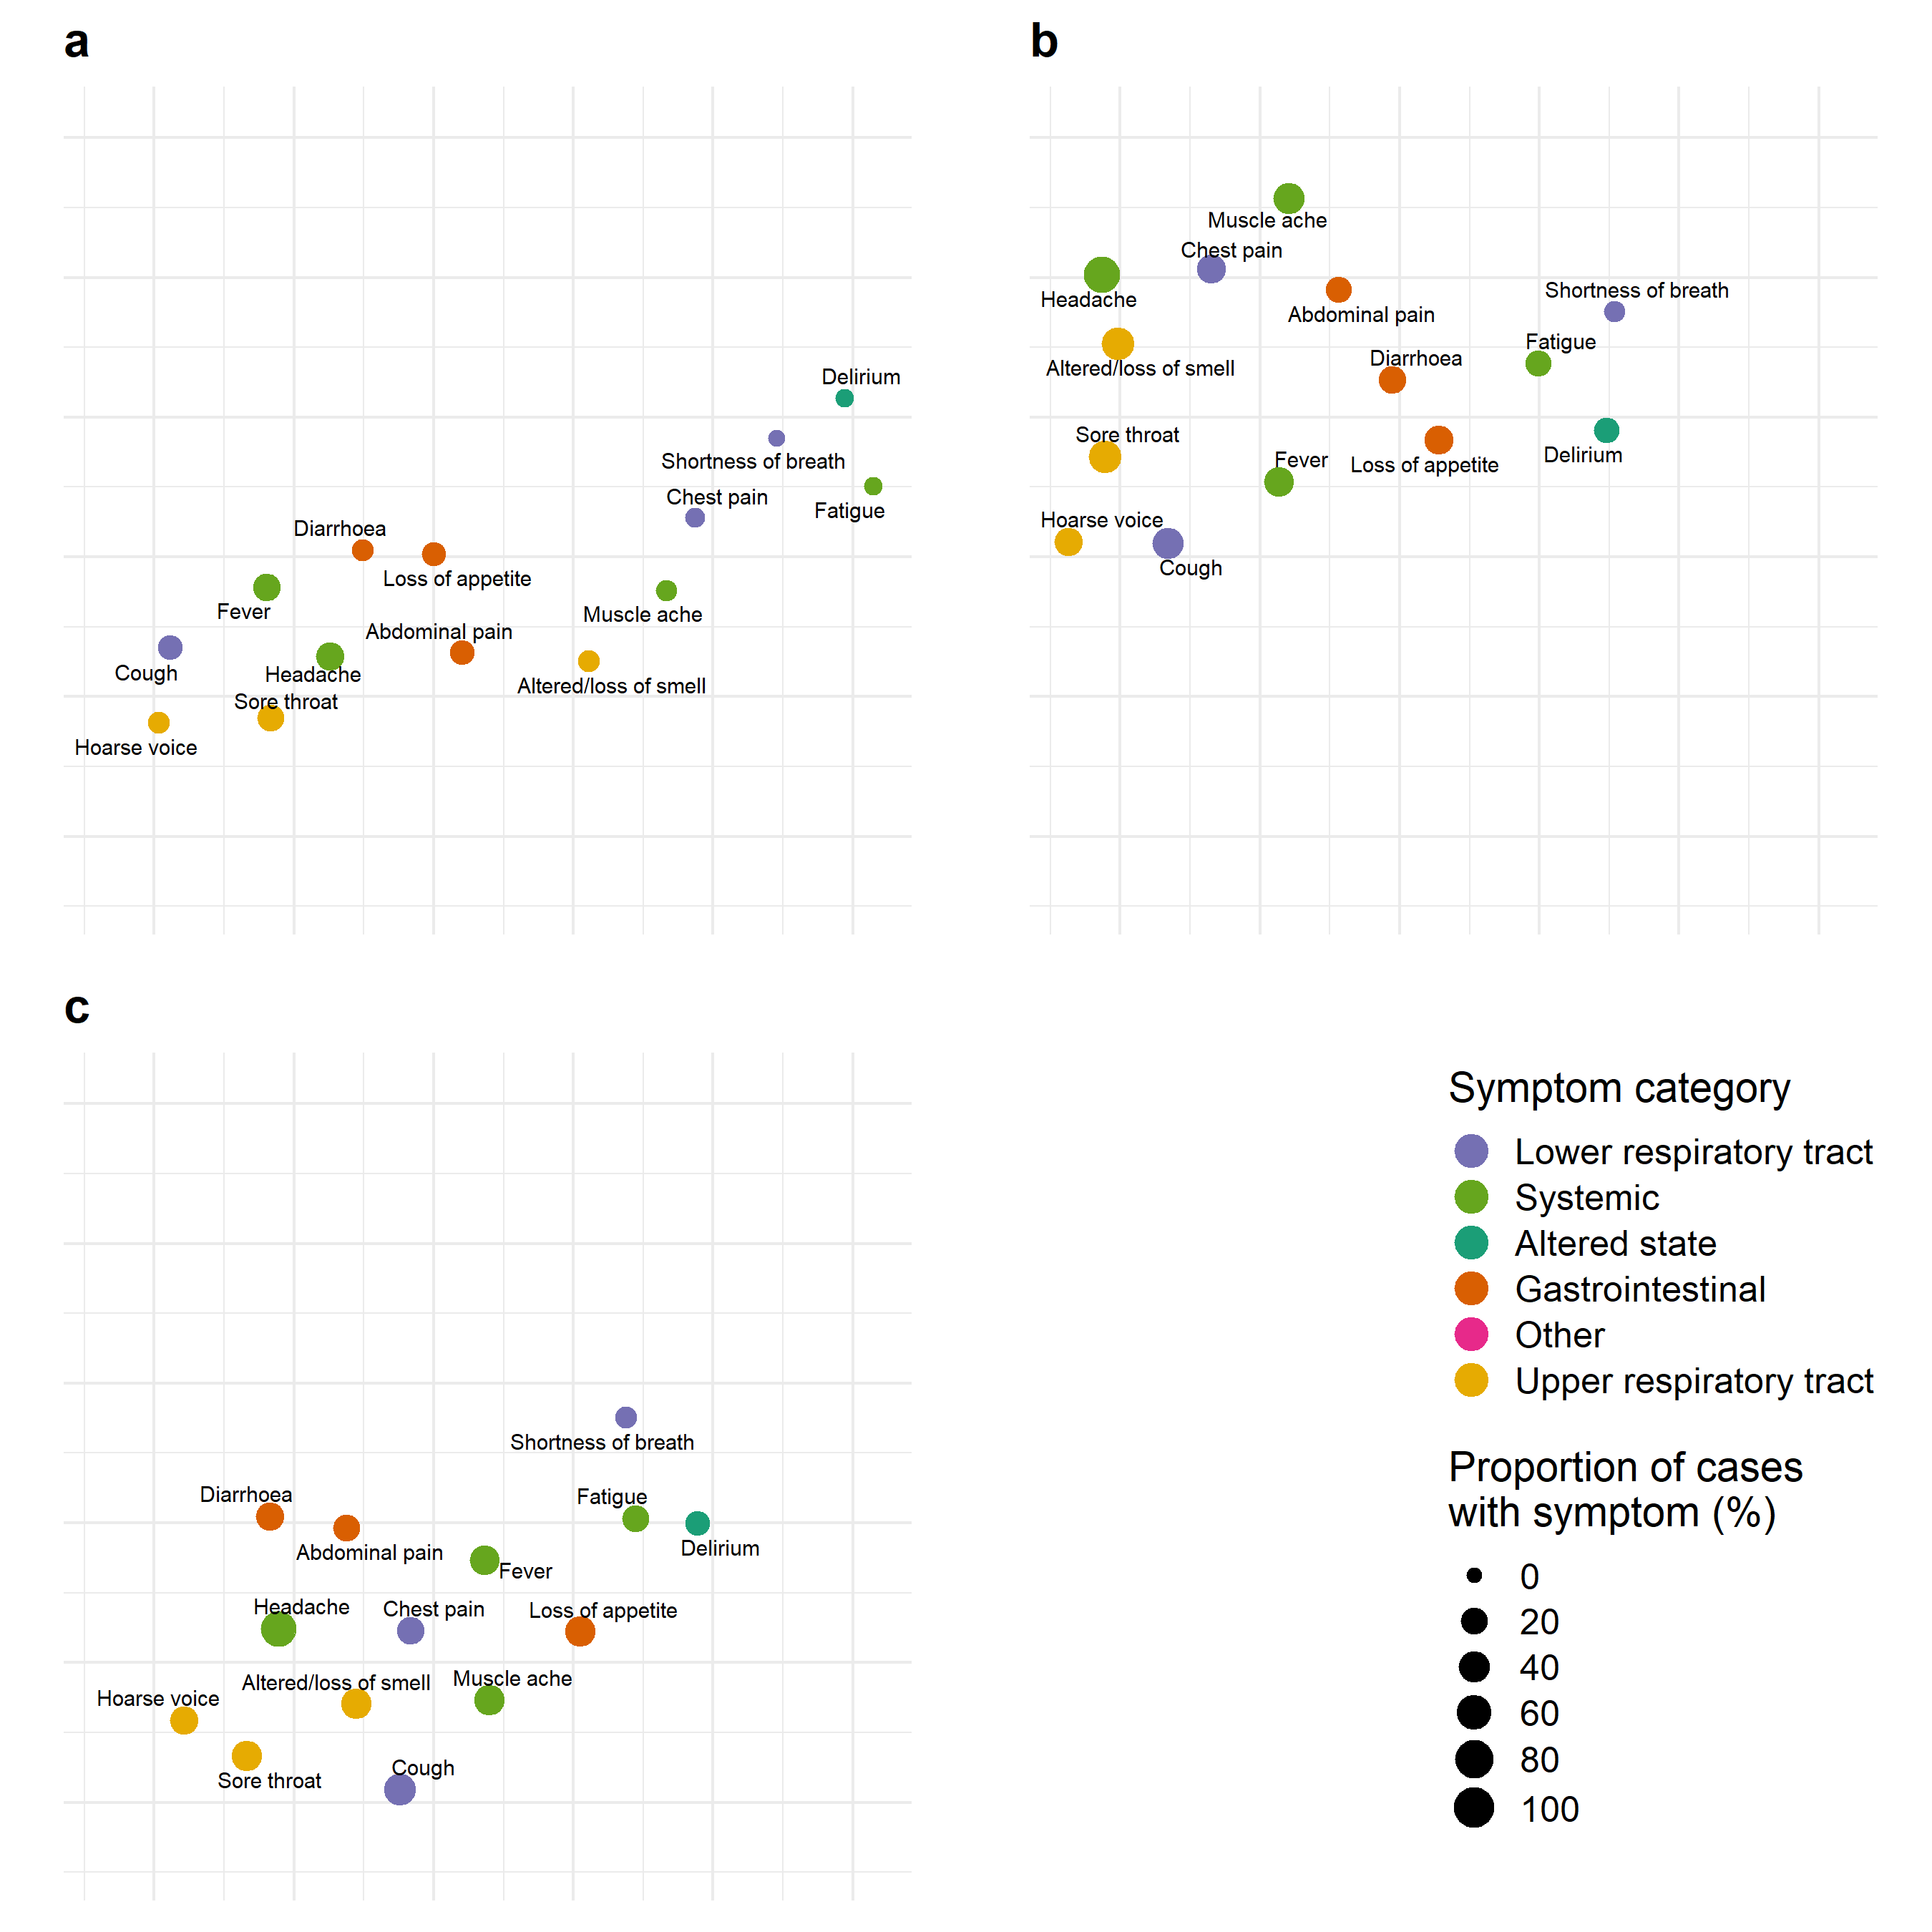 a
Delirium
Shortness of breath
Chest pain
Fatigue
Diarrhoea
Loss of appetite
Fever
Muscle ache
Abdominal pain
Cough
Headache
Altered/loss of smell
Sore throat
Hoarse voice
b
Muscle ache
Chest pain
Headache
Shortness of breath
Abdominal pain
Fatigue
Diarrhoea
Altered/loss of smell
Sore throat
Fever
Loss of appetite
Delirium
Hoarse voice
Cough
c
Shortness of breath
Diarrhoea
Fatigue
Abdominal pain
Delirium
Fever
Headache
Chest pain
Loss of appetite
Altered/loss of smell
Muscle ache
Hoarse voice
Sore throat
Cough
Symptom category
Lower respiratory tract
Systemic
Altered state
Gastrointestinal
Other
Upper respiratory tract
Proportion of cases
with symptom (%)
0
20
40
60
80
100